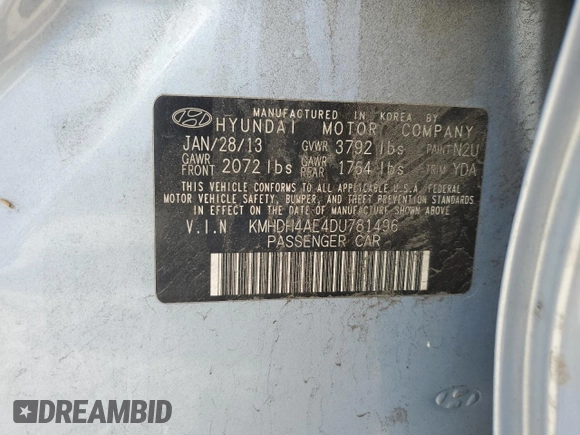 MANUFACTURED IN KOREA BY
HYUNDAI MOTOR COMPANY
JAN/28/13 GVWR 3792 lbs PAINT N2U
GAWR FRONT 2072 lbs GAWR REAR 1764 lbs TRIM YDA
THIS VEHICLE CONFORMS TO ALL APPLICABLE U.S.A. FEDERAL
MOTOR VEHICLE SAFETY, BUMPER, AND THEFT PREVENTION
STANDARDS IN EFFECT ON THE DATE OF MANUFACTURE SHOWN
ABOVE.
V.I.N KMHDH4AE4DU781496
PASSENGER CAR
DREAMBID